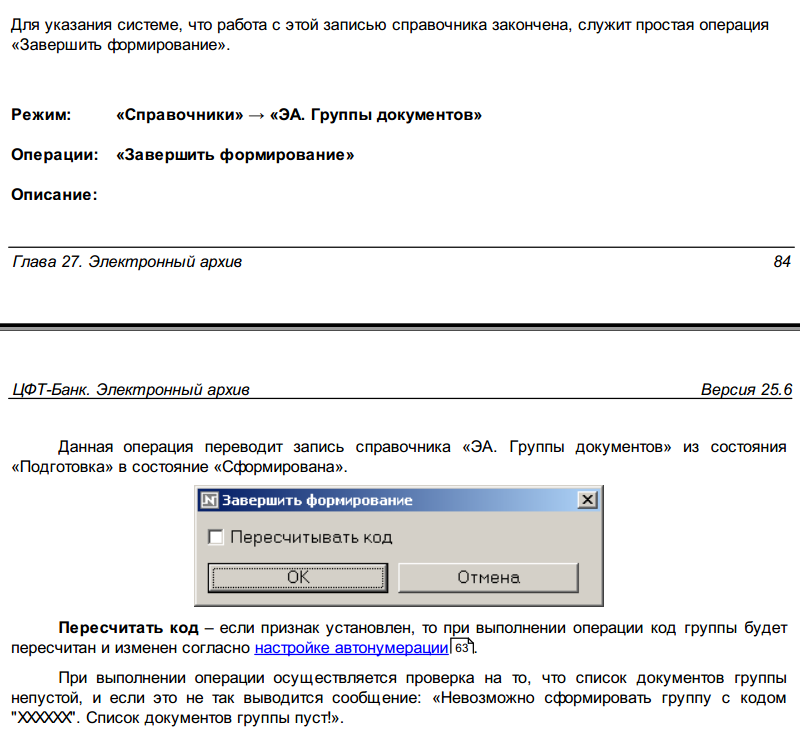 Для указания системе, что работа с этой записью справочника закончена, служит простая операция
«Завершить формирование».
Режим: «Справочники» → «ЭА. Группы документов»
Операции: «Завершить формирование»
Описание:
Глава 27. Электронный архив 84
ЦФТ-Банк. Электронный архив Версия 25.6
Данная операция переводит запись справочника «ЭА. Группы документов» из состояния
«Подготовка» в состояние «Сформирована».
Завершить формирование
Пересчитывать код
OK Отмена
Пересчитать код – если признак установлен, то при выполнении операции код группы будет
пересчитан и изменен согласно настройке автонумерации 63.
При выполнении операции осуществляется проверка на то, что список документов группы
непустой, и если это не так выводится сообщение: «Невозможно сформировать группу с кодом
"XXXXXX". Список документов группы пуст!».